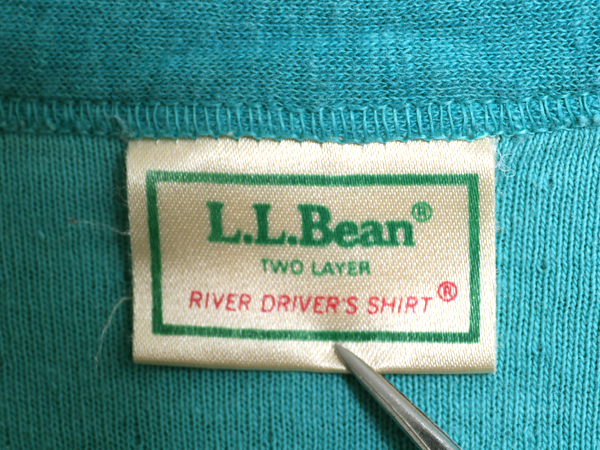 L.L.Bean®
TWO LAYER
RIVER DRIVER'S SHIRT®